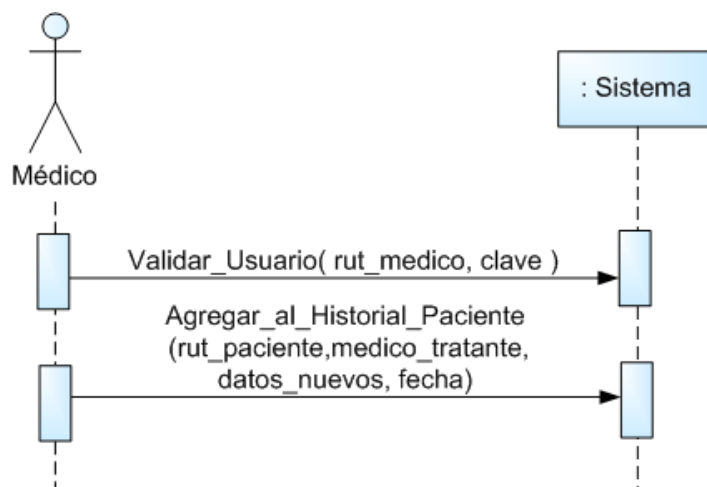 : Sistema
Médico
Validar_Usuario( rut_medico, clave )
Agregar_al_Historial_Paciente
(rut_paciente,medico_tratante,
datos_nuevos, fecha)